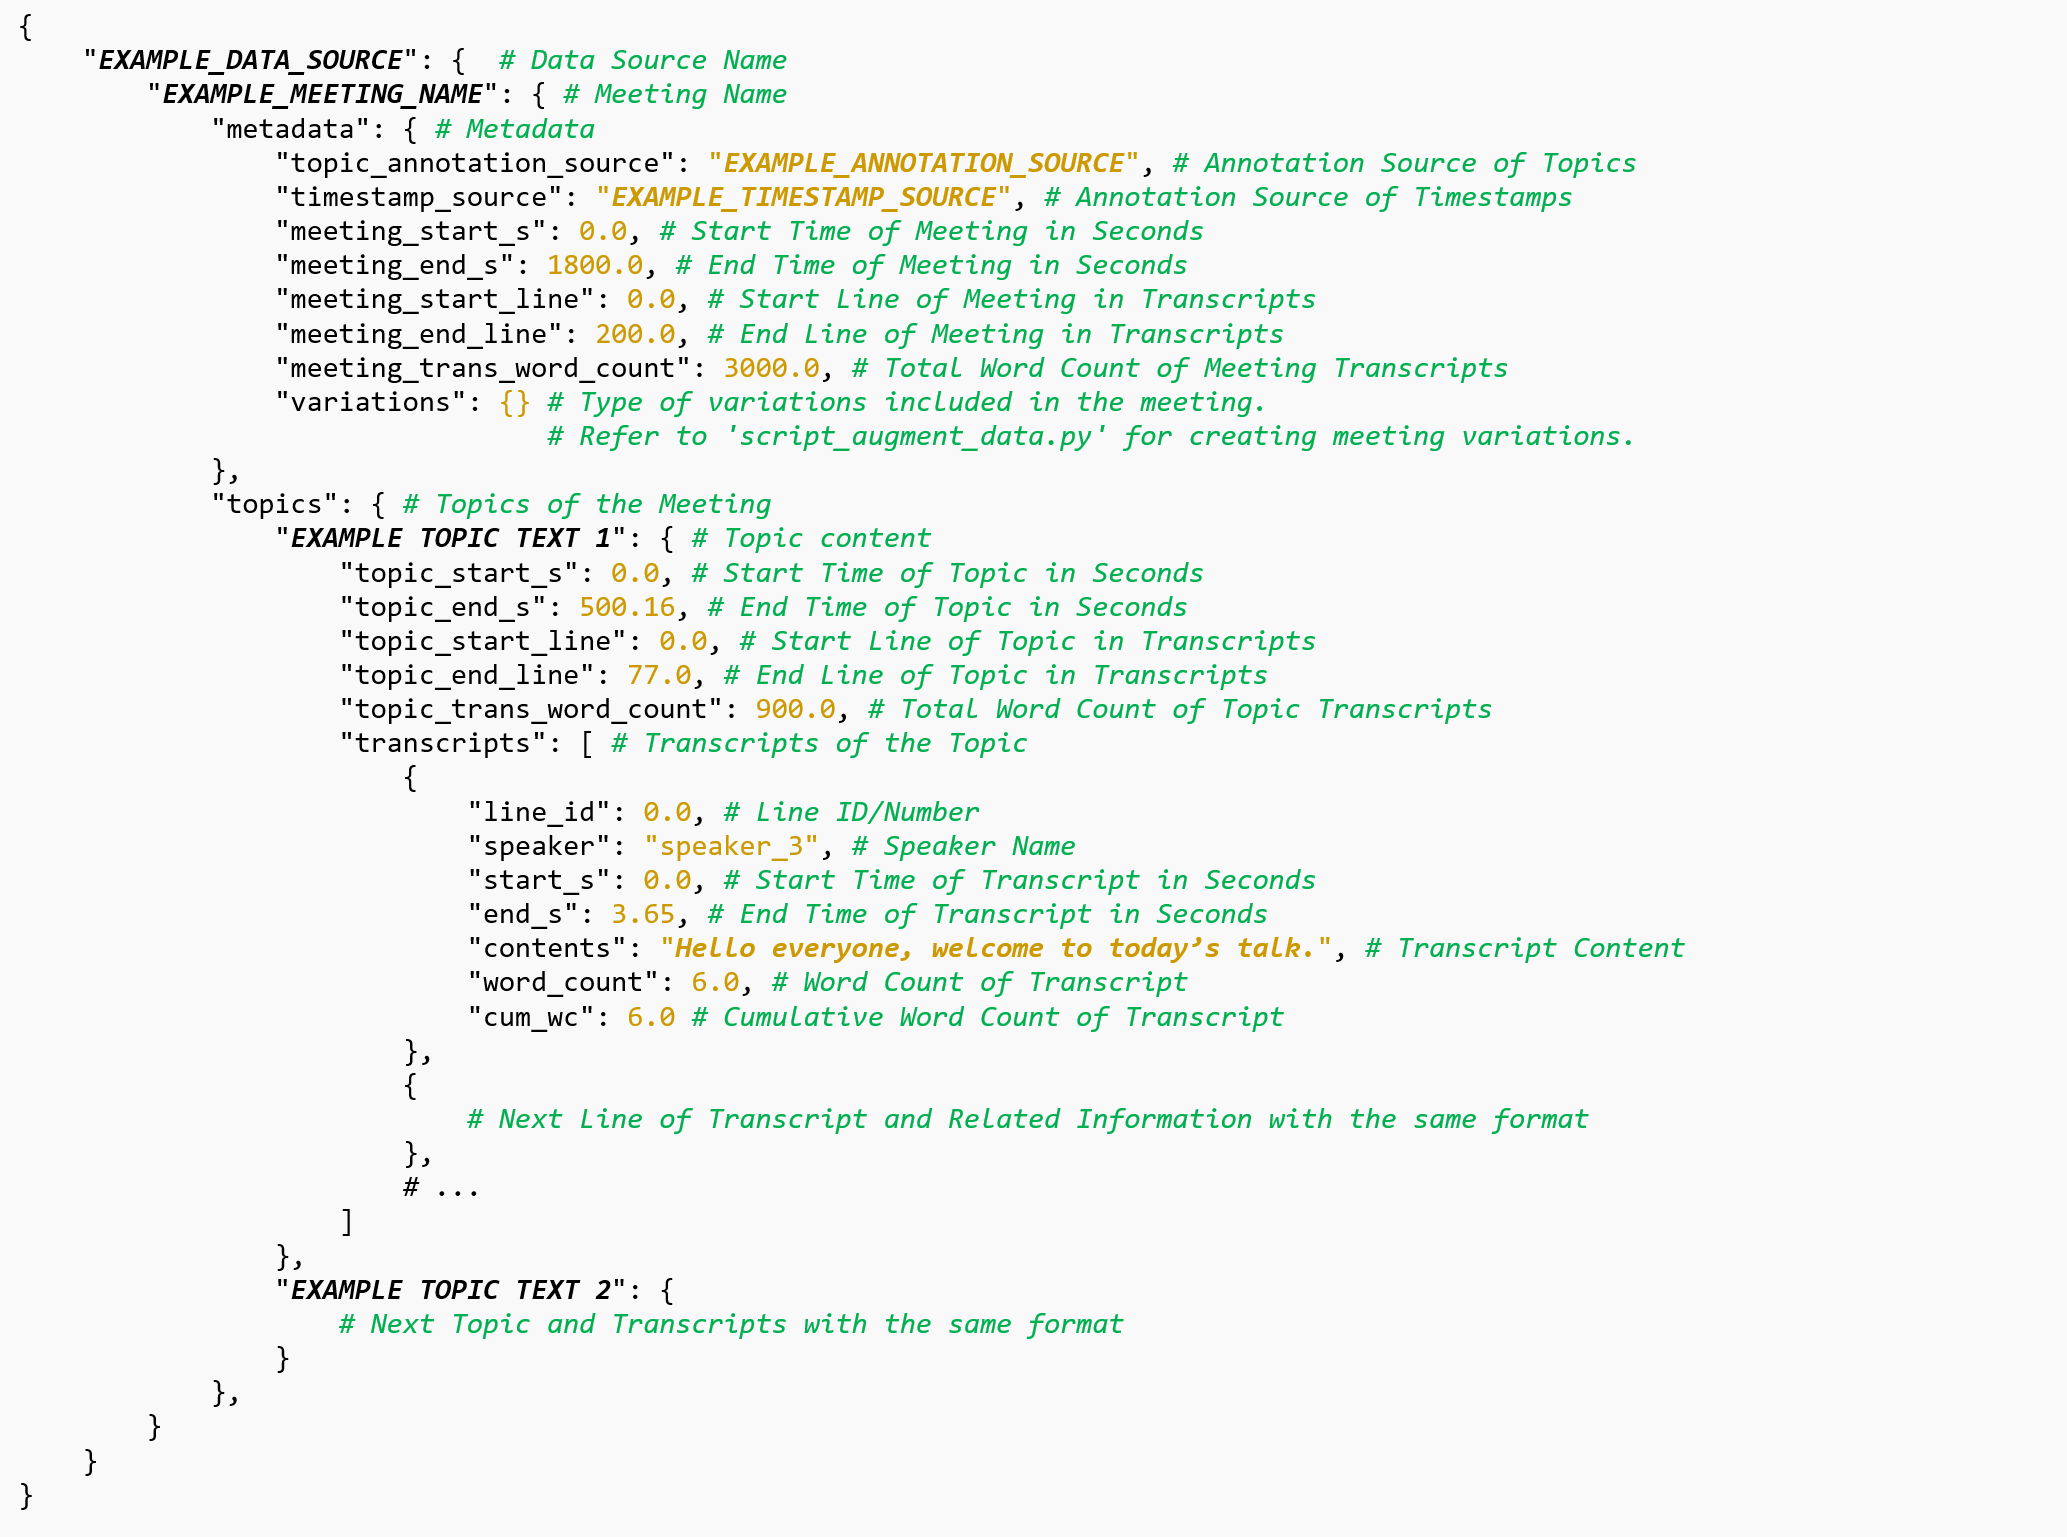 {
    "EXAMPLE_DATA_SOURCE": {  # Data Source Name
        "EXAMPLE_MEETING_NAME": { # Meeting Name
            "metadata": { # Metadata
                "topic_annotation_source": "EXAMPLE_ANNOTATION_SOURCE", # Annotation Source of Topics
                "timestamp_source": "EXAMPLE_TIMESTAMP_SOURCE", # Annotation Source of Timestamps
                "meeting_start_s": 0.0, # Start Time of Meeting in Seconds
                "meeting_end_s": 1800.0, # End Time of Meeting in Seconds
                "meeting_start_line": 0.0, # Start Line of Meeting in Transcripts
                "meeting_end_line": 200.0, # End Line of Meeting in Transcripts
                "meeting_trans_word_count": 3000.0, # Total Word Count of Meeting Transcripts
                "variations": {} # Type of variations included in the meeting.
                                 # Refer to 'script_augment_data.py' for creating meeting variations.
            },
            "topics": { # Topics of the Meeting
                "EXAMPLE TOPIC TEXT 1": { # Topic content
                    "topic_start_s": 0.0, # Start Time of Topic in Seconds
                    "topic_end_s": 500.16, # End Time of Topic in Seconds
                    "topic_start_line": 0.0, # Start Line of Topic in Transcripts
                    "topic_end_line": 77.0, # End Line of Topic in Transcripts
                    "topic_trans_word_count": 900.0, # Total Word Count of Topic Transcripts
                    "transcripts": [ # Transcripts of the Topic
                        {
                            "line_id": 0.0, # Line ID/Number
                            "speaker": "speaker_3", # Speaker Name
                            "start_s": 0.0, # Start Time of Transcript in Seconds
                            "end_s": 3.65, # End Time of Transcript in Seconds
                            "contents": "Hello everyone, welcome to today’s talk.", # Transcript Content
                            "word_count": 6.0, # Word Count of Transcript
                            "cum_wc": 6.0 # Cumulative Word Count of Transcript
                        },
                        {
                            # Next Line of Transcript and Related Information with the same format
                        },
                        # ...
                    ]
                },
                "EXAMPLE TOPIC TEXT 2": {
                    # Next Topic and Transcripts with the same format
                }
            },
        }
    }
}